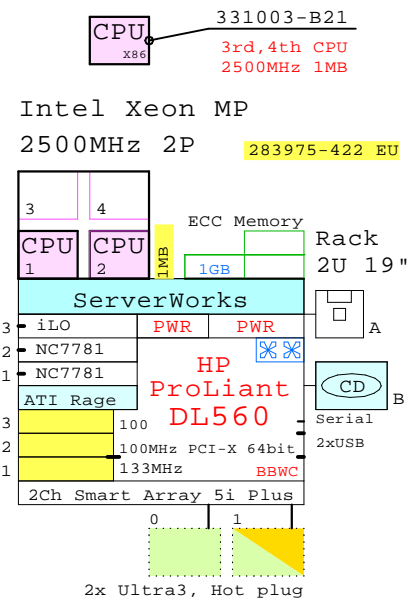 331003-B21
CPU
X86
3rd,4th CPU
2500MHz 1MB
Intel Xeon MP
2500MHz 2P
283975-422 EU
3
4
ECC Memory
CPU
1
CPU
2
1MB
1GB
Rack
2U 19"
ServerWorks
3
iLO
PWR
PWR
A
2
NC7781
1
NC7781
HP
ProLiant
DL560
CD
B
ATI Rage
Serial
2xUSB
3
100
2
100MHz PCI-X 64bit
1
133MHz
BBWC
2Ch Smart Array 5i Plus
0
1
2x Ultra3, Hot plug